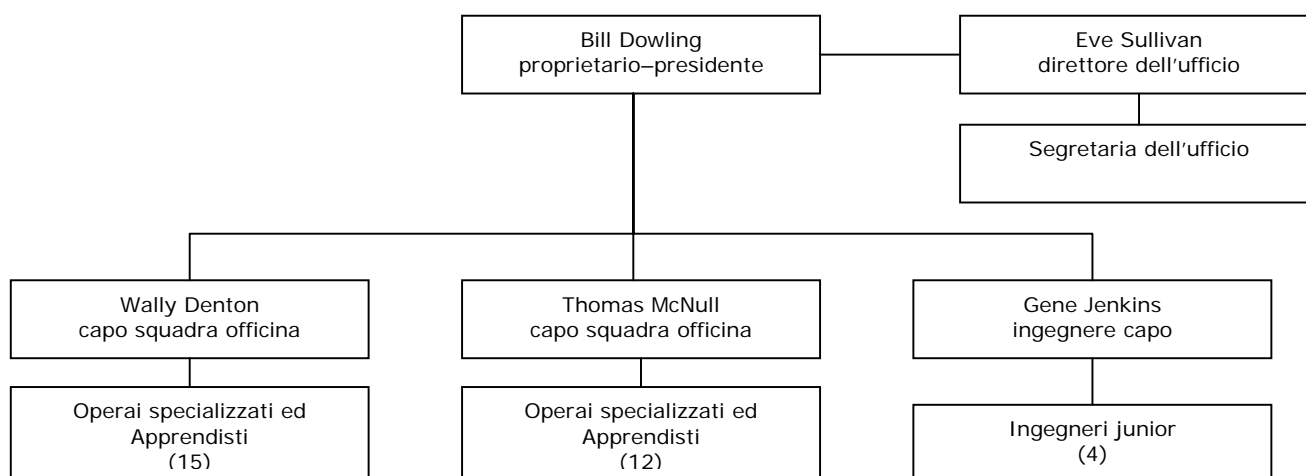 Bill Dowling
proprietario–presidente
Eve Sullivan
direttore dell'ufficio
Segretaria dell'ufficio
Wally Denton
capo squadra officina
Thomas McNull
capo squadra officina
Gene Jenkins
ingegnere capo
Operai specializzati ed
Apprendisti
(15)
Operai specializzati ed
Apprendisti
(12)
Ingegneri junior
(4)